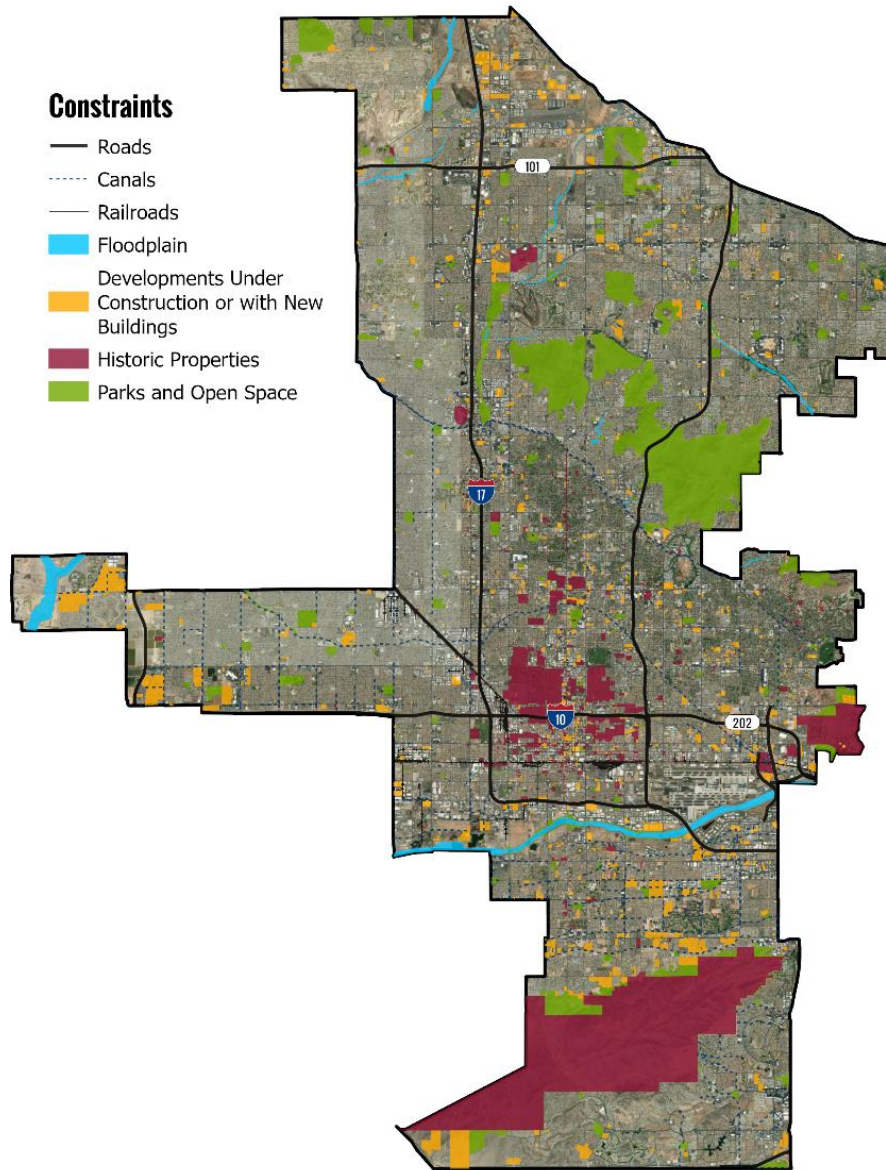 Constraints
Roads
Canals
Railroads
Floodplain
Developments Under
Construction or with New
Buildings
Historic Properties
Parks and Open Space
101
17
10
202